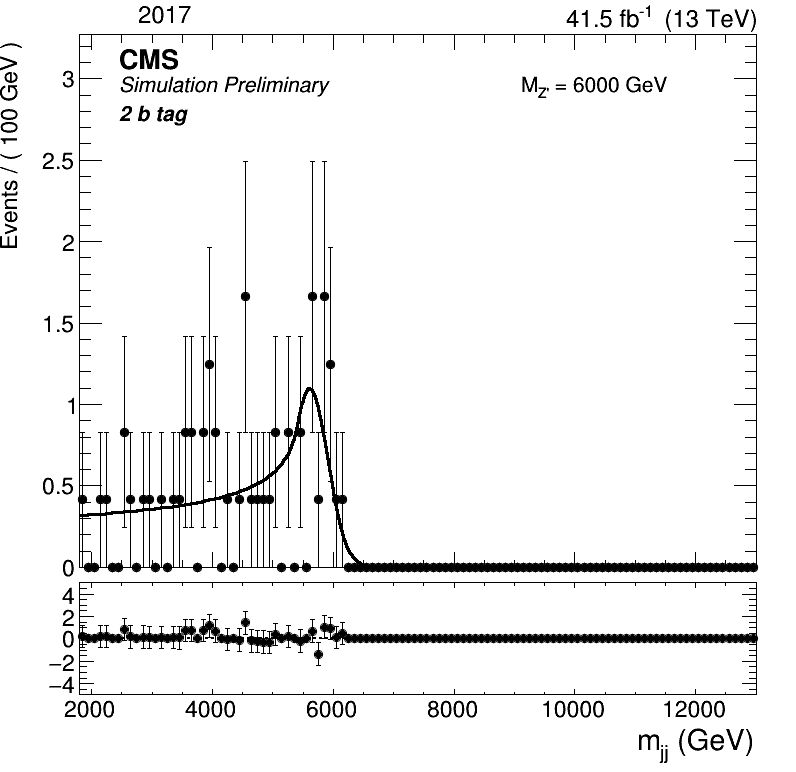 2017 41.5 fb-1 (13 TeV)
CMS
Simulation Preliminary
MZ' = 6000 GeV
2 b tag
Events / ( 100 GeV )
3
2.5
2
1.5
1
0.5
0
4
2
0
−2
−4
2000 4000 6000 8000 10000 12000
mjj (GeV)